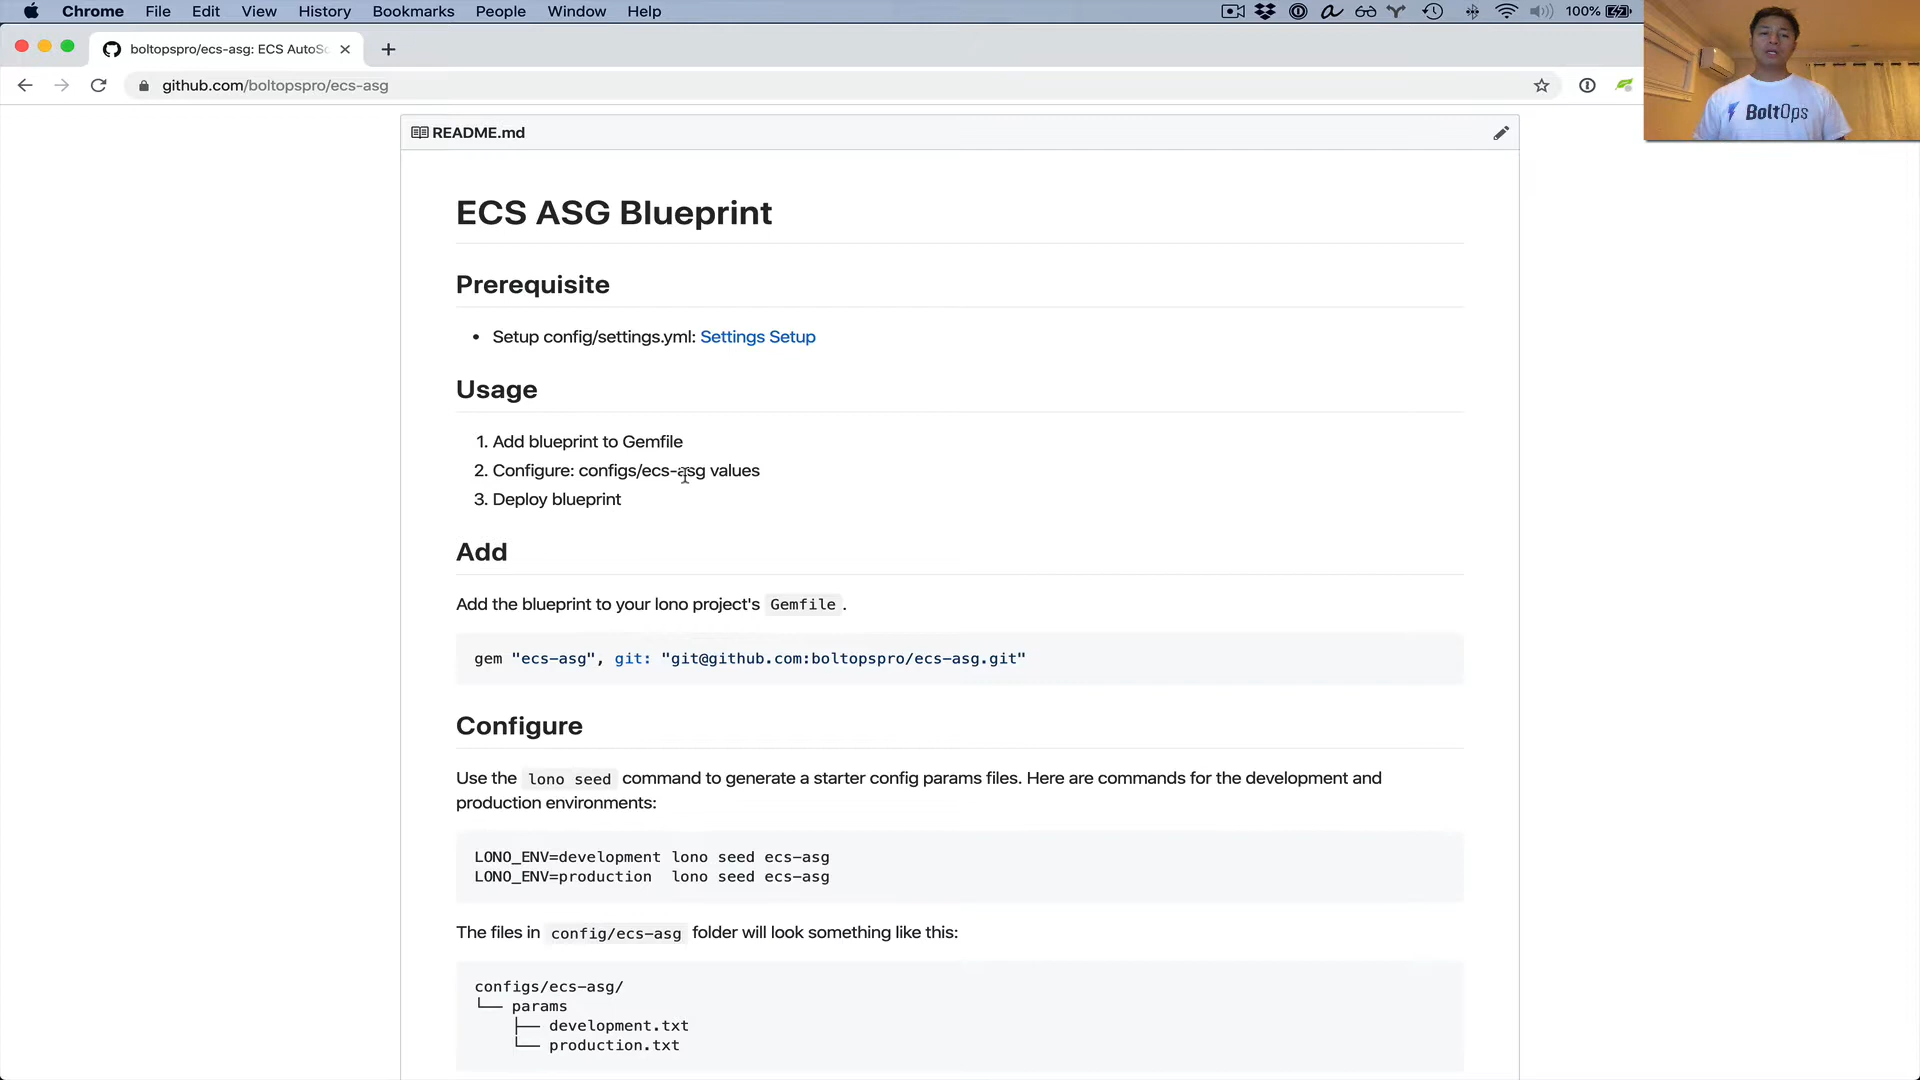 Chrome File Edit View History Bookmarks People Window Help 100%
boltopspro/ecs-asg: ECS AutoSc
github.com/boltopspro/ecs-asg
BoltOps
README.md
ECS ASG Blueprint
Prerequisite
• Setup config/settings.yml: Settings Setup
Usage
1. Add blueprint to Gemfile
2. Configure: configs/ecs-asg values
3. Deploy blueprint
Add
Add the blueprint to your lono project's Gemfile .
gem "ecs-asg", git: "git@github.com:boltopspro/ecs-asg.git"
Configure
Use the lono seed command to generate a starter config params files. Here are commands for the development and
production environments:
LONO_ENV=development lono seed ecs-asg
LONO_ENV=production lono seed ecs-asg
The files in config/ecs-asg folder will look something like this:
configs/ecs-asg/
└── params
├── development.txt
└── production.txt